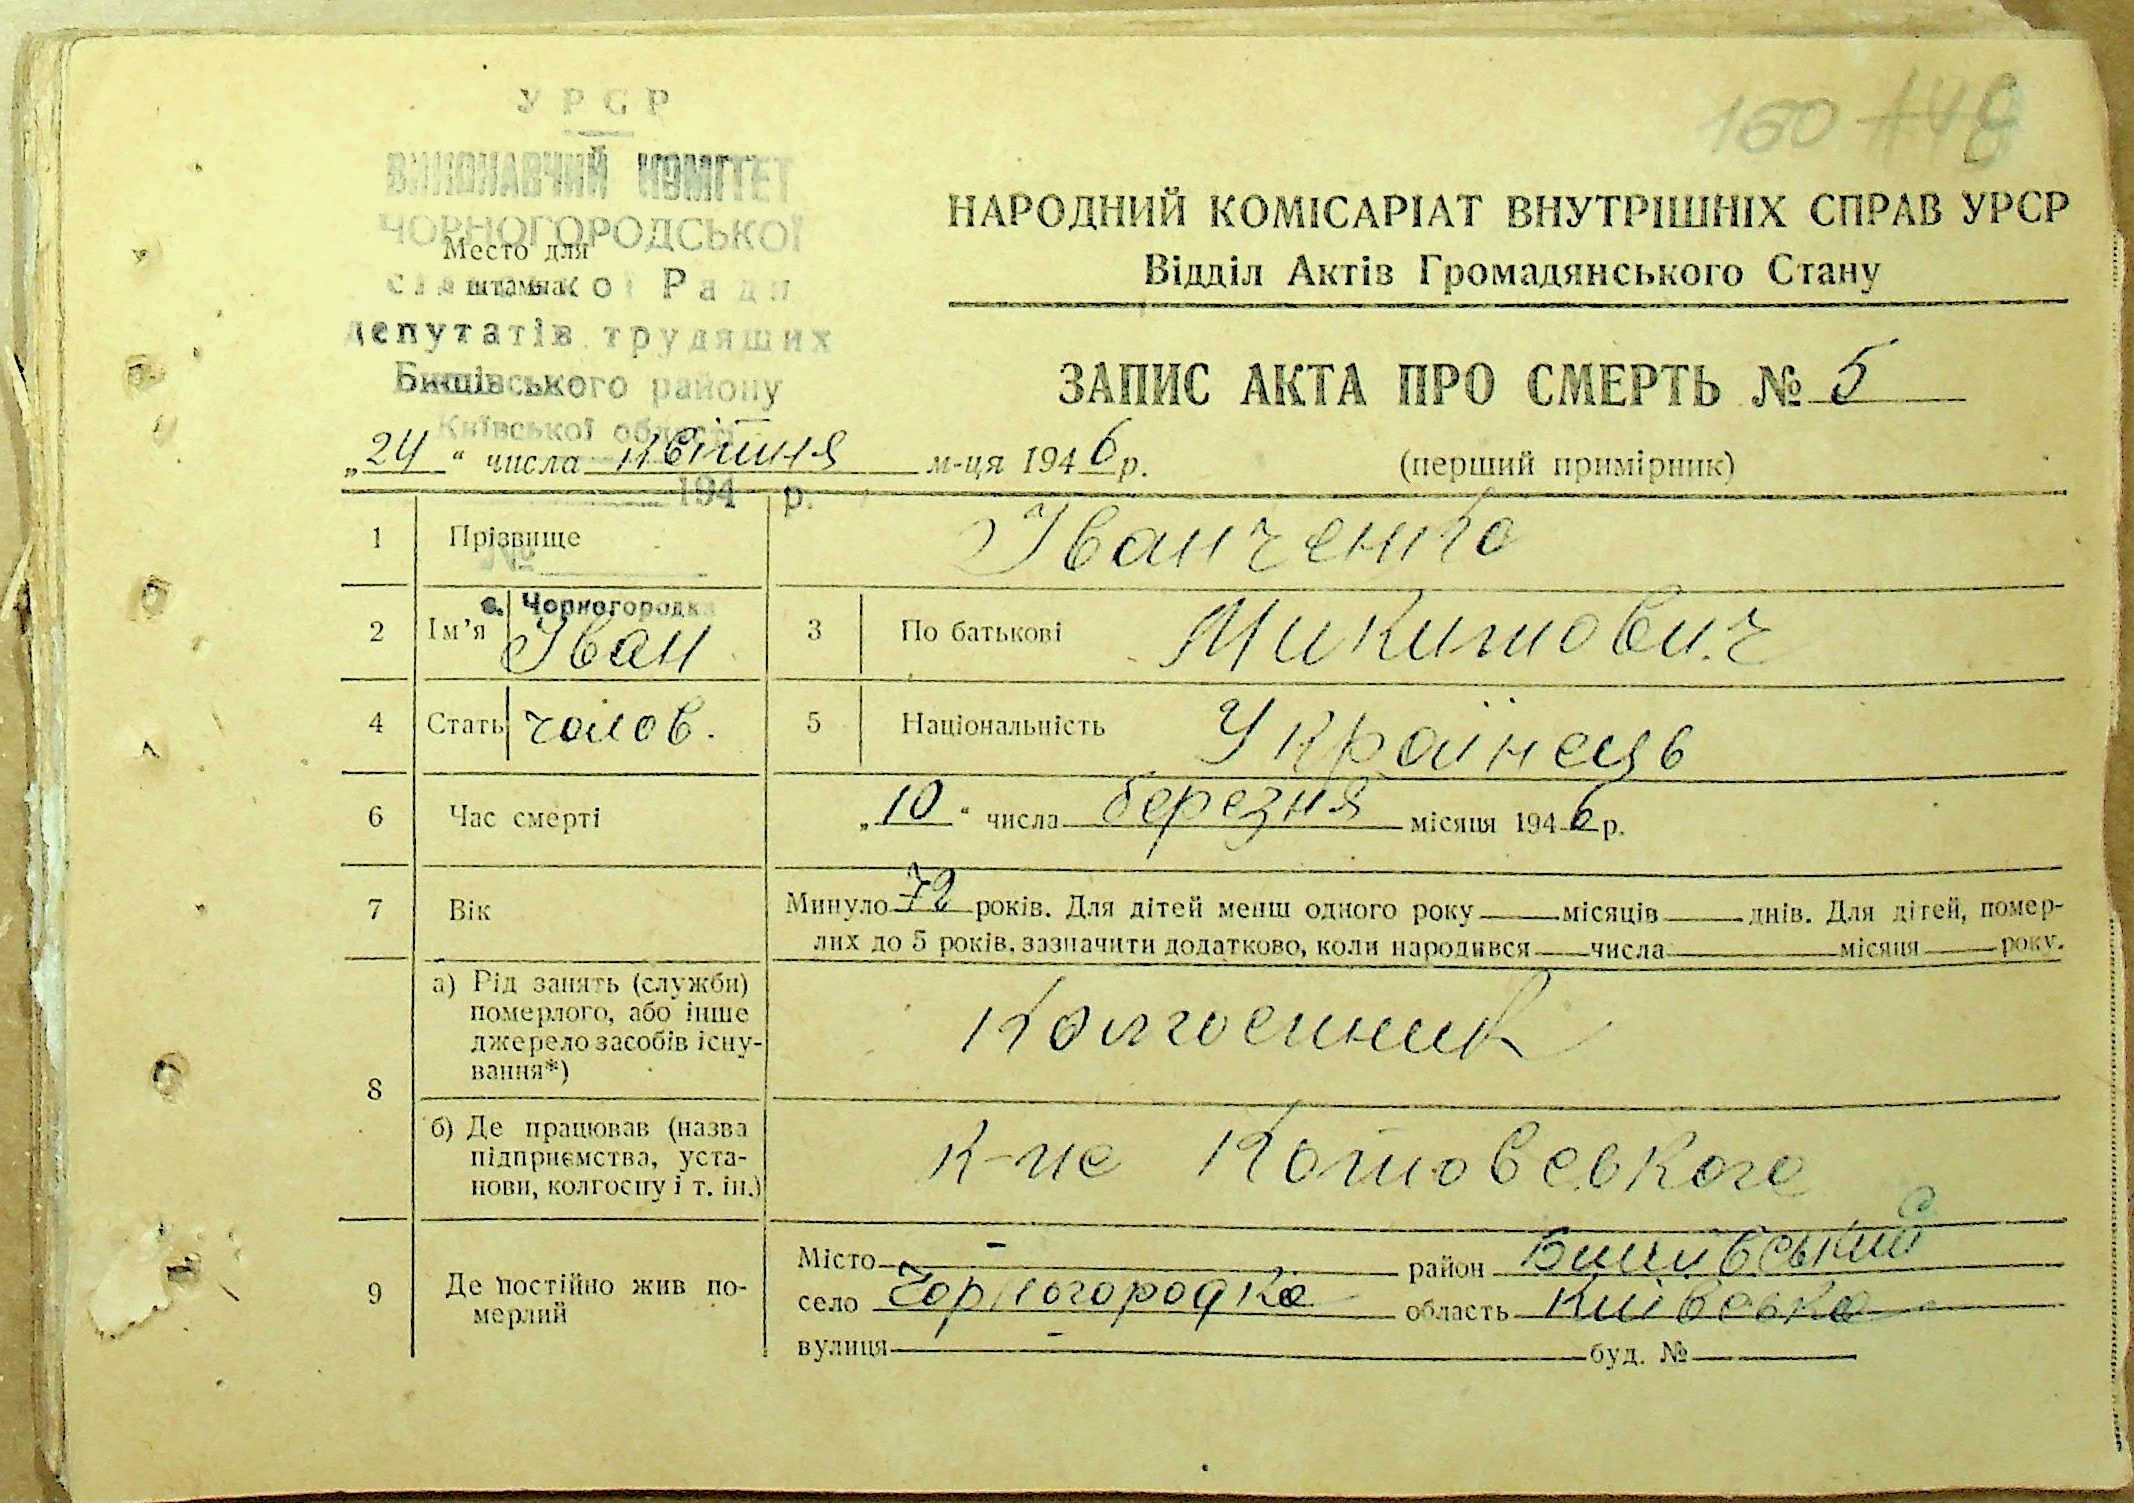 160 148
УРСР
ВИКОНАВЧИЙ КОМІТЕТ
ЧОРНОГОРОДСЬКОЇ
Место для
штампа
сільської Ради
депутатів трудящих
Бишівського району
Київської області
194 р.
№
с. Чорногородка
НАРОДНИЙ КОМІСАРІАТ ВНУТРІШНІХ СПРАВ УРСР
Відділ Актів Громадянського Стану
ЗАПИС АКТА ПРО СМЕРТЬ № 5
„24“ числа квітня м-ця 1946 р.
(перший примірник)
1 Прізвище Іванченко
2 Ім’я Іван 3 По батькові Микитович
4 Стать чолов. 5 Національність Українець
6 Час смерті „10“ числа березня місяця 1946 р.
7 Вік Минуло 72 років. Для дітей менш одного року — місяців — днів. Для дітей, помер-
лих до 5 років, зазначити додатково, коли народився — числа — місяця — року.
8 а) Рід занять (служби)
померлого, або інше
джерело засобів існу-
вання*)
Колгоспник
б) Де працював (назва
підприємства, уста-
нови, колгоспу і т. ін.)
к-пе Котовського
9 Де постійно жив по-
мерлий
Місто — район Бишівський
село Чорногородка область Київська
вулиця — буд. №